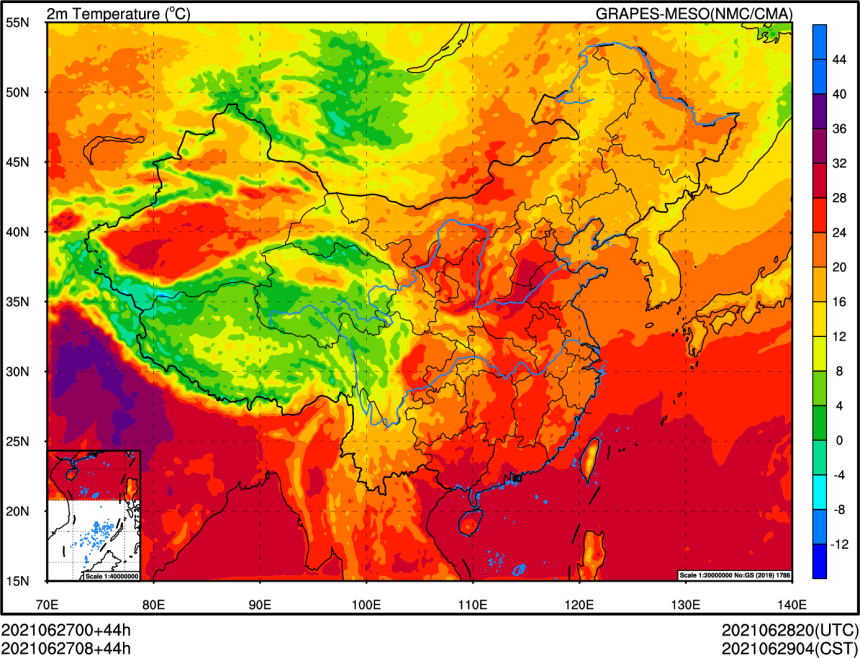 2m Temperature (°C) GRAPES-MESO(NMC/CMA)
55N
50N
45N
40N
35N
30N
25N
20N
15N
70E 80E 90E 100E 110E 120E 130E 140E
44
40
36
32
28
24
20
16
12
8
4
0
-4
-8
-12
Scale 1:40000000
Scale 1:20000000 No:GS (2019) 1786
2021062700+44h 2021062820(UTC)
2021062708+44h 2021062904(CST)